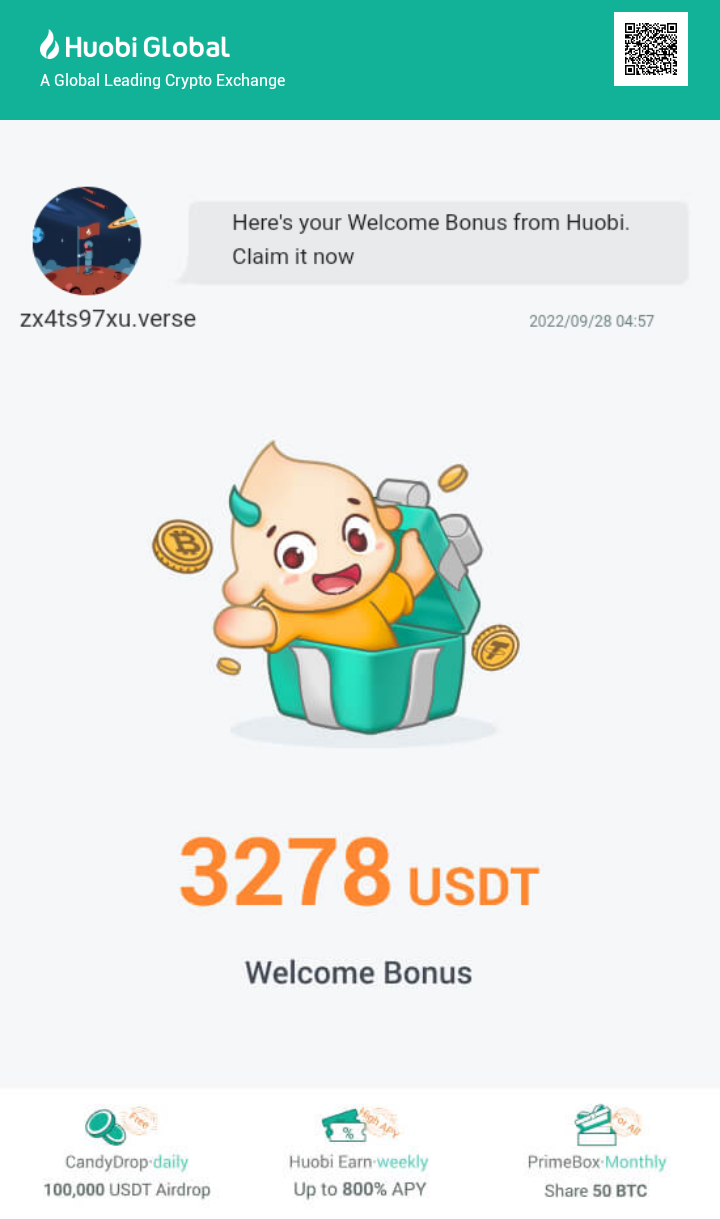 Huobi Global
A Global Leading Crypto Exchange
Here's your Welcome Bonus from Huobi.
Claim it now
zx4ts97xu.verse
2022/09/28 04:57
3278 USDT
Welcome Bonus
Free
High APY
%
For All
CandyDrop·daily
Huobi Earn·weekly
PrimeBox·Monthly
100,000 USDT Airdrop
Up to 800% APY
Share 50 BTC